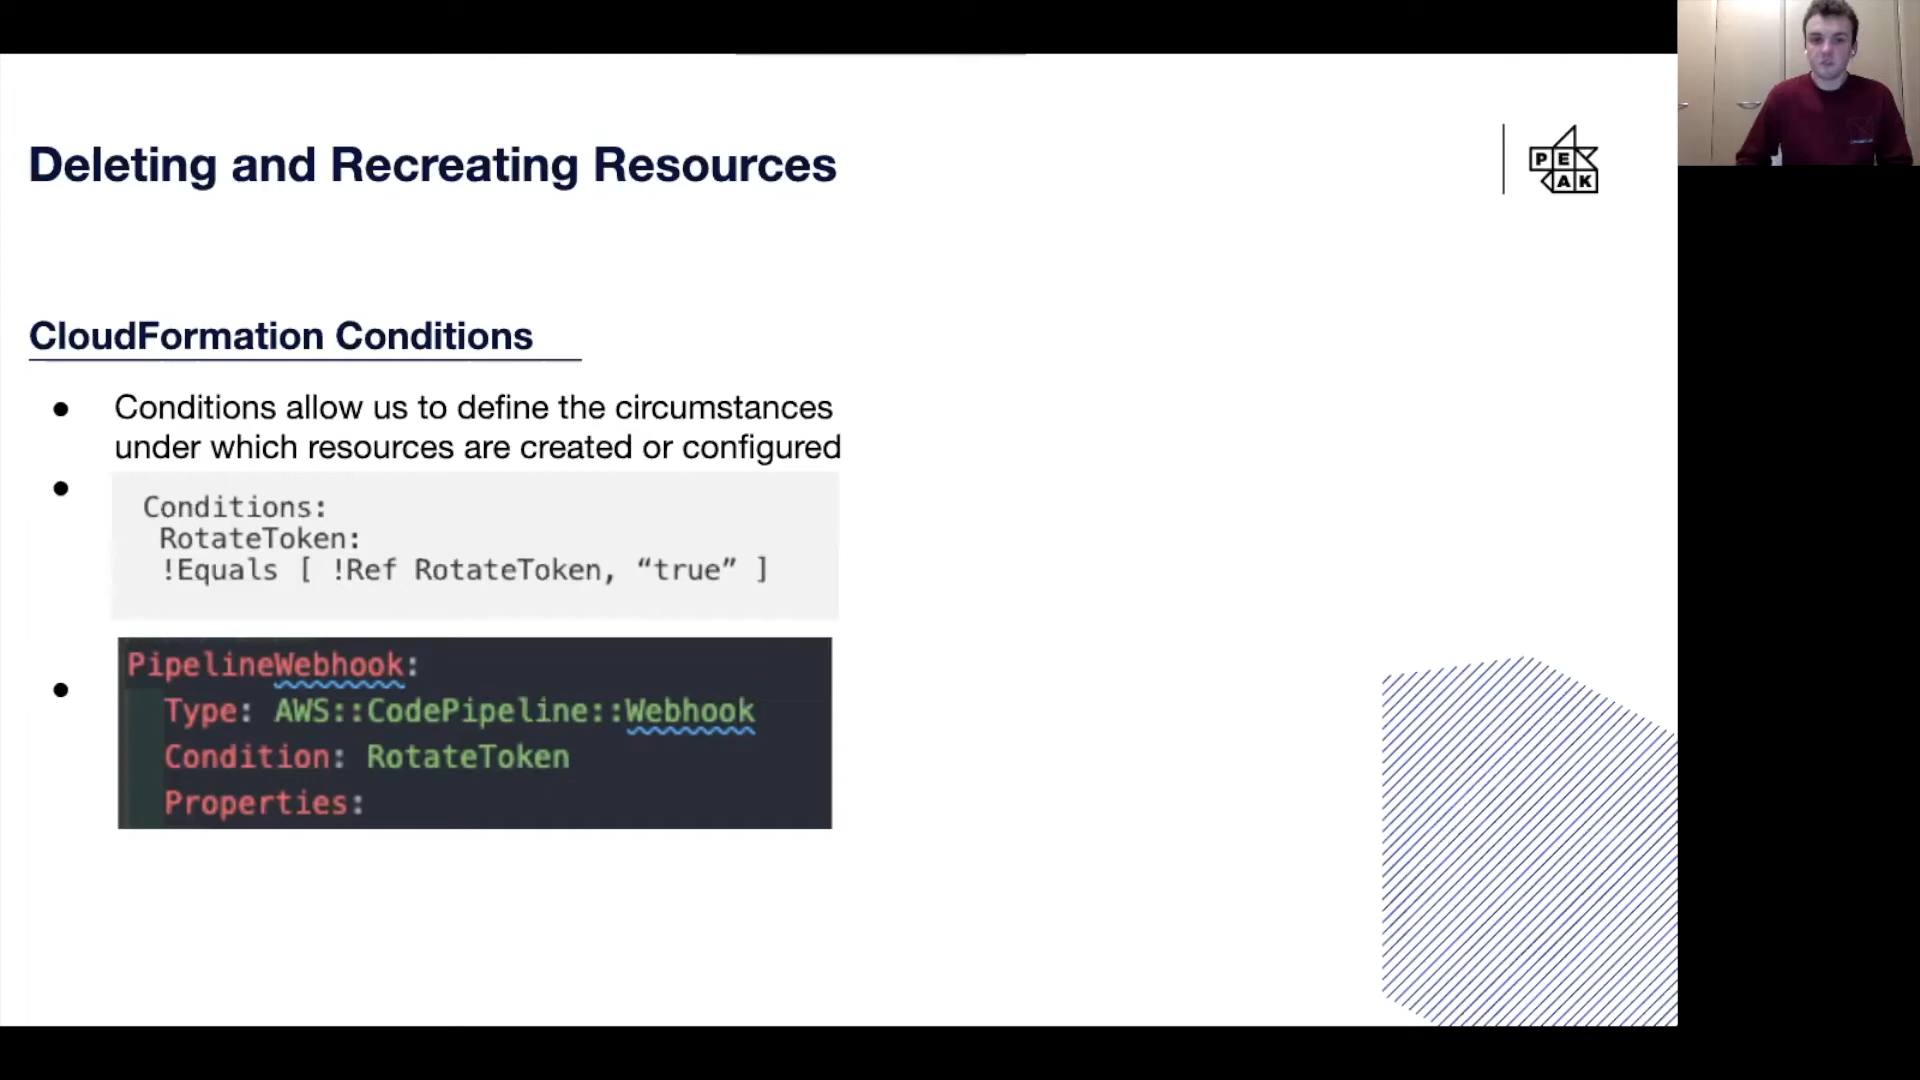 Deleting and Recreating Resources
PE
AK
CloudFormation Conditions
Conditions allow us to define the circumstances
under which resources are created or configured
Conditions:
RotateToken:
!Equals [ !Ref RotateToken, “true” ]
PipelineWebhook:
Type: AWS::CodePipeline::Webhook
Condition: RotateToken
Properties: